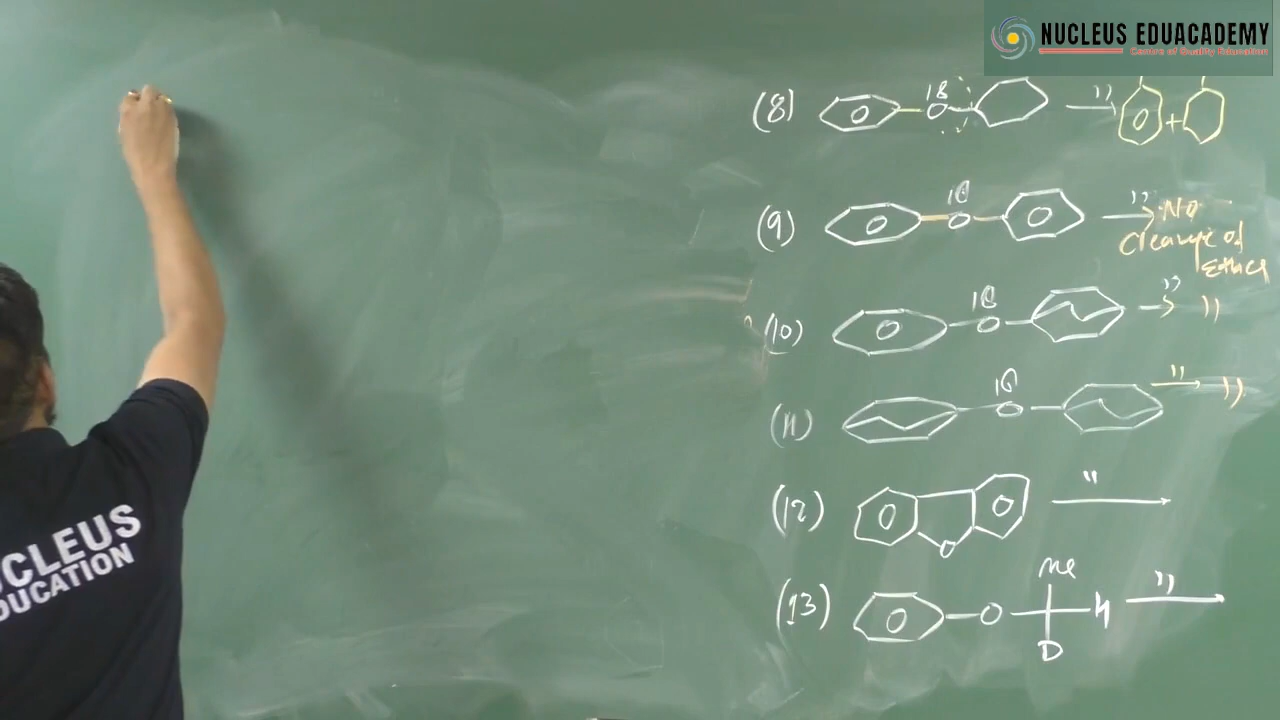 NUCLEUS EDUACADEMY
Centre of Quality Education
(8) 18 O " +
(9) 18 O " No
Cleavage of
Ether
(10) 18 O " "
(11) 18 O " "
(12) O "
(13) O Me H D "
UCLEUS
EDUCATION